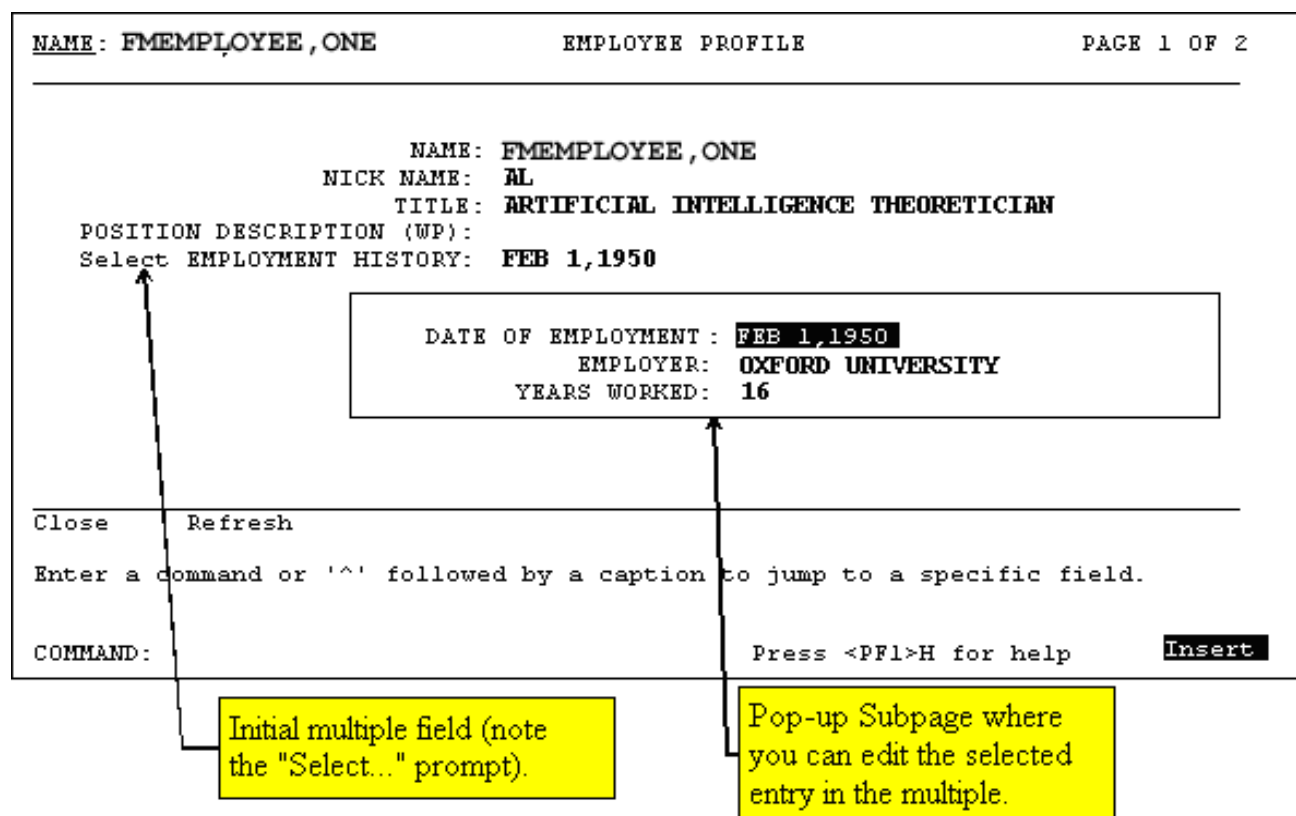 NAME: FMEMPLOYEE,ONE EMPLOYEE PROFILE PAGE 1 OF 2
NAME: FMEMPLOYEE,ONE
NICK NAME: AL
TITLE: ARTIFICIAL INTELLIGENCE THEORETICIAN
POSITION DESCRIPTION (WP):
Select EMPLOYMENT HISTORY: FEB 1,1950
DATE OF EMPLOYMENT: FEB 1,1950
EMPLOYER: OXFORD UNIVERSITY
YEARS WORKED: 16
Close Refresh
Enter a command or '^' followed by a caption to jump to a specific field.
COMMAND: Press <PF1>H for help Insert
Initial multiple field (note
the "Select..." prompt).
Pop-up Subpage where
you can edit the selected
entry in the multiple.